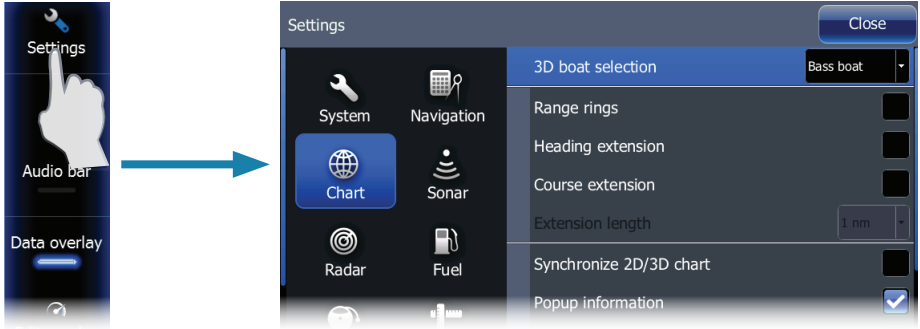 Settings
Audio bar
Data overlay
Settings
Close
System
Navigation
Chart
Sonar
Radar
Fuel
3D boat selection
Bass boat
Range rings
Heading extension
Course extension
Extension length
1 nm
Synchronize 2D/3D chart
Popup information